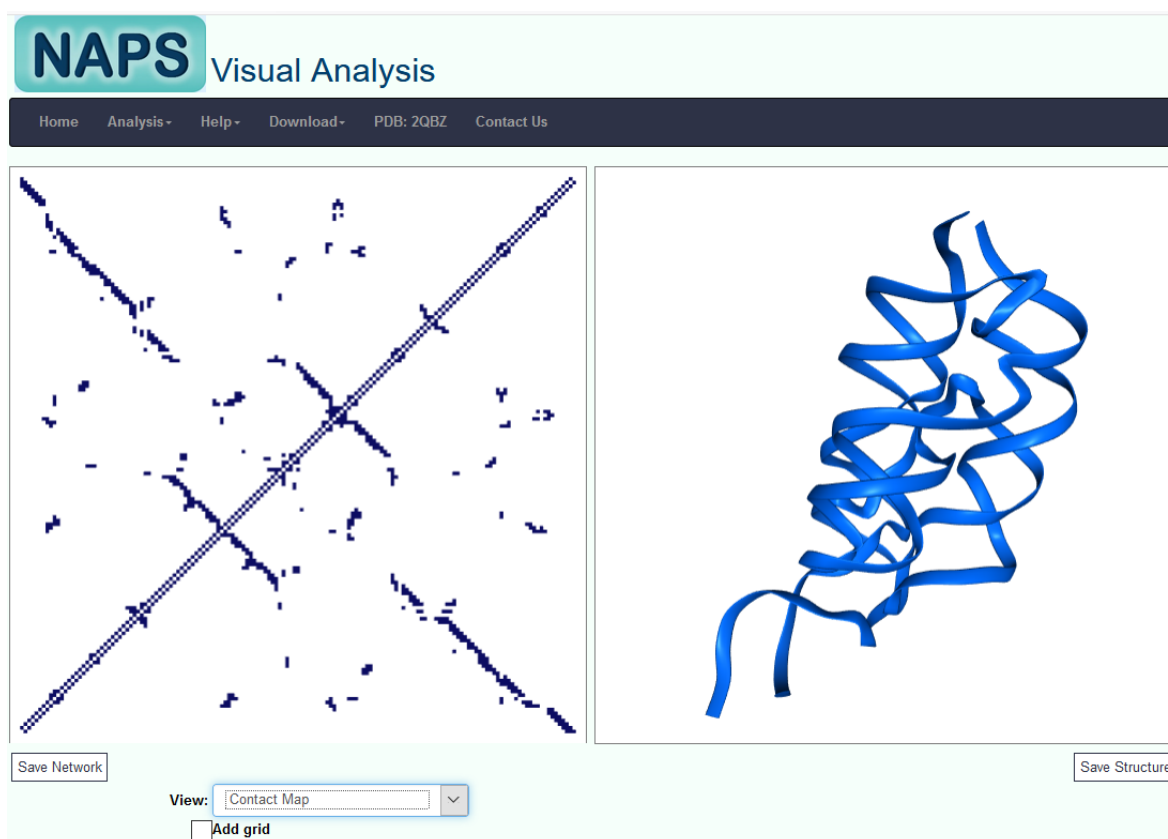 NAPS Visual Analysis
Home Analysis Help Download PDB: 2QBZ Contact Us
Save Network Save Structure
View: Contact Map
Add grid